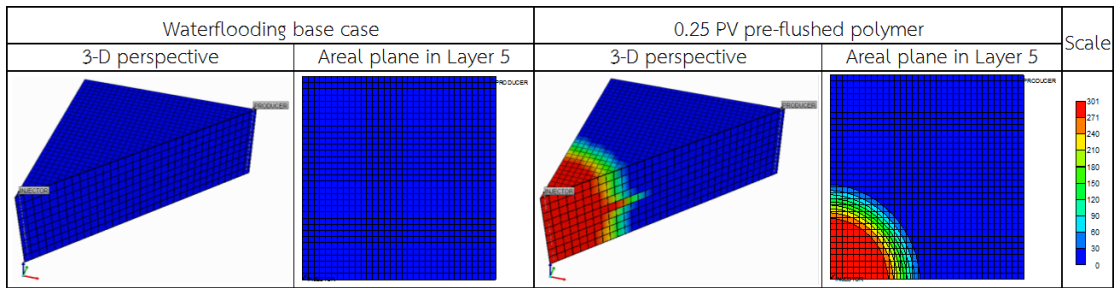 Waterflooding base case
0.25 PV pre-flushed polymer
Scale
3-D perspective
Areal plane in Layer 5
3-D perspective
Areal plane in Layer 5
PRODUCER
INJECTOR
PRODUCER
PRODUCER
INJECTOR
PRODUCER
301
271
240
210
180
150
120
90
60
30
0